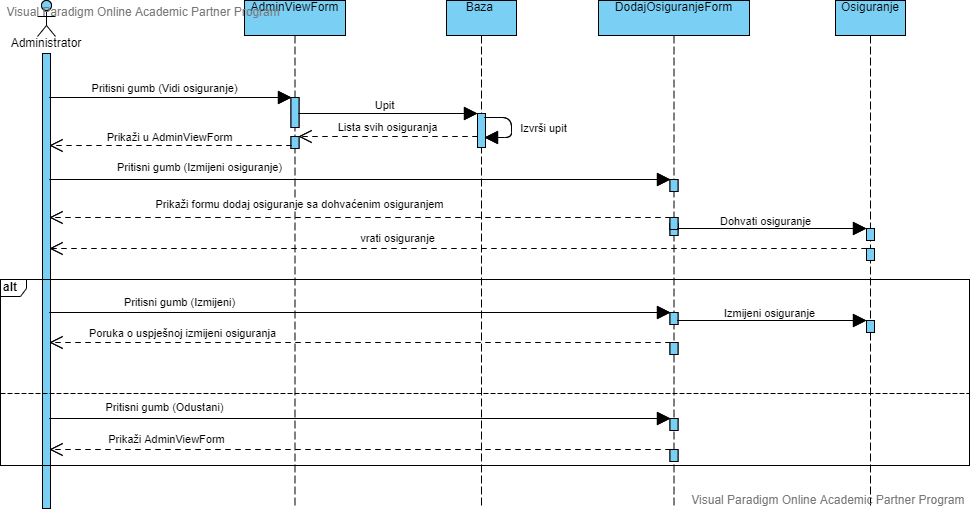 Visual Paradigm Online Academic Partner Program
AdminViewForm
Baza
DodajOsiguranjeForm
Osiguranje
Administrator
Pritisni gumb (Vidi osiguranje)
Upit
Izvrši upit
Lista svih osiguranja
Prikaži u AdminViewForm
Pritisni gumb (Izmijeni osiguranje)
Prikaži formu dodaj osiguranje sa dohvaćenim osiguranjem
Dohvati osiguranje
vrati osiguranje
alt
Pritisni gumb (Izmijeni)
Izmijeni osiguranje
Poruka o uspješnoj izmijeni osiguranja
Pritisni gumb (Odustani)
Prikaži AdminViewForm
Visual Paradigm Online Academic Partner Program